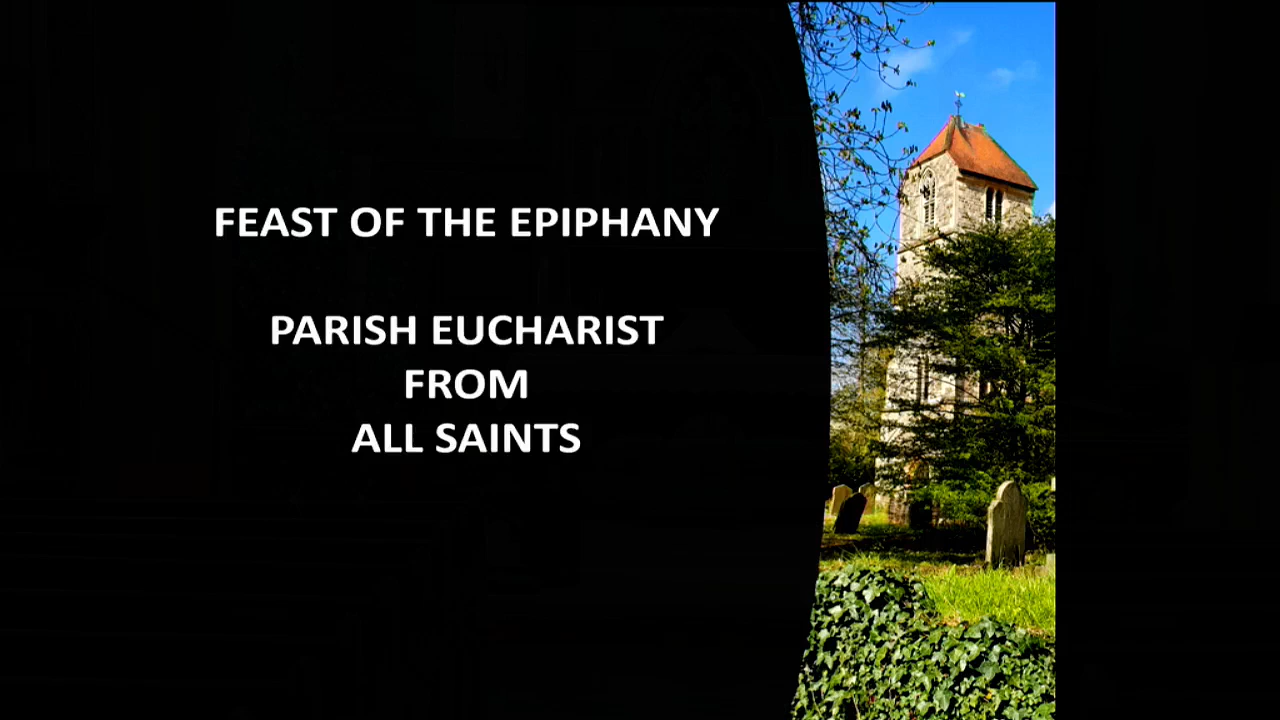 FEAST OF THE EPIPHANY
PARISH EUCHARIST
FROM
ALL SAINTS